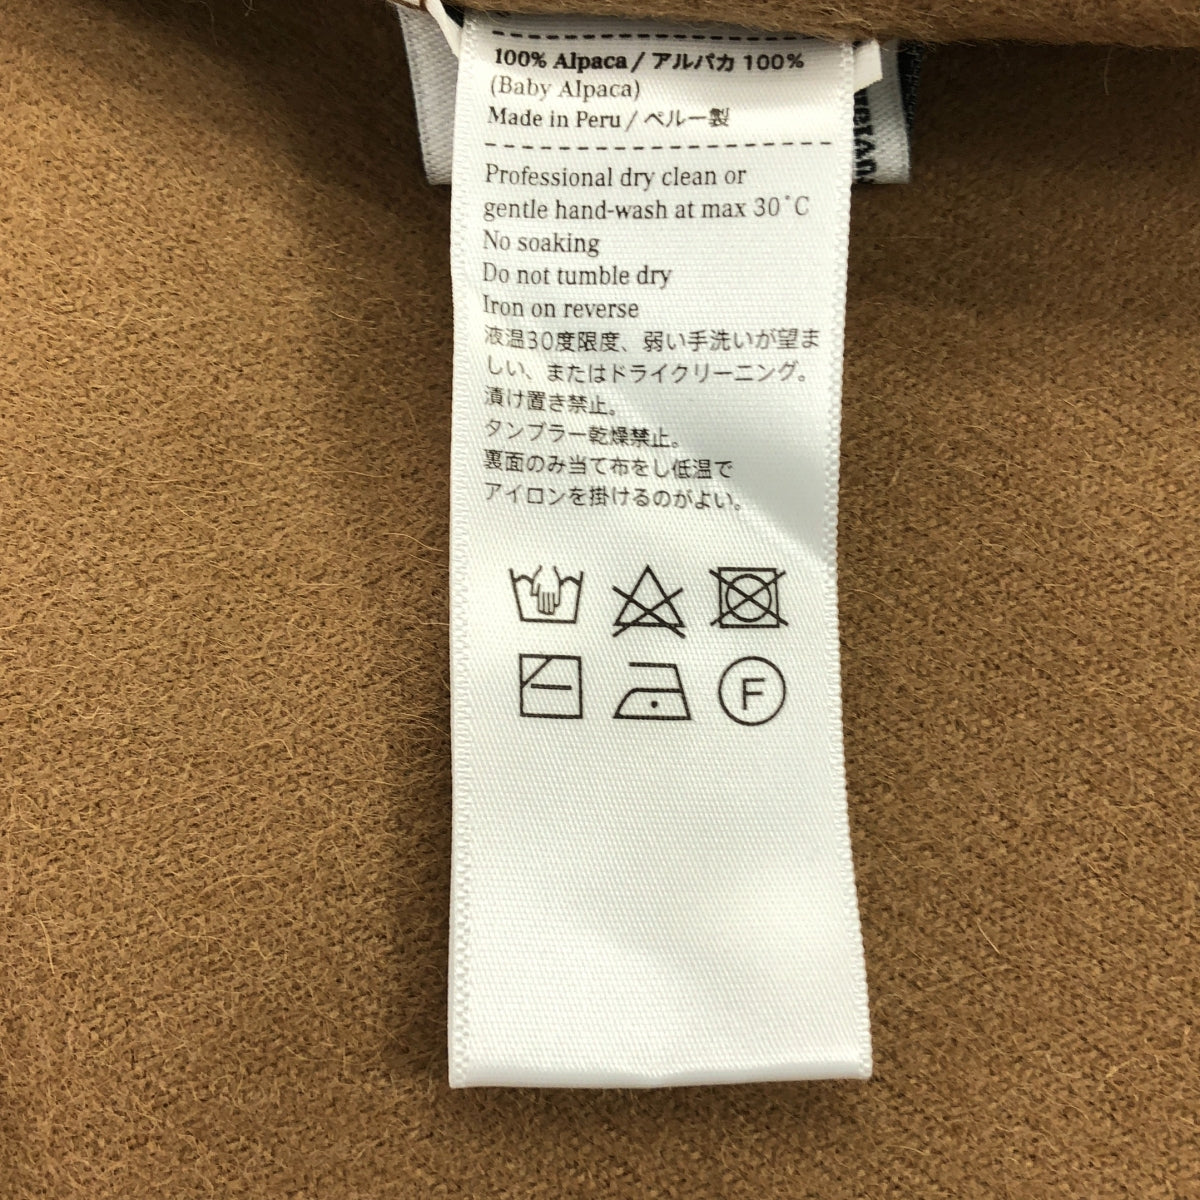 100% Alpaca / アルパカ 100%
(Baby Alpaca)
Made in Peru / ペルー製
Professional dry clean or
gentle hand-wash at max 30°C
No soaking
Do not tumble dry
Iron on reverse
液温30度限度、弱い手洗いが望ま
しい、またはドライクリーニング。
漬け置き禁止。
タンブラー乾燥禁止。
裏面のみ当て布をし低温で
アイロンを掛けるのがよい。
F